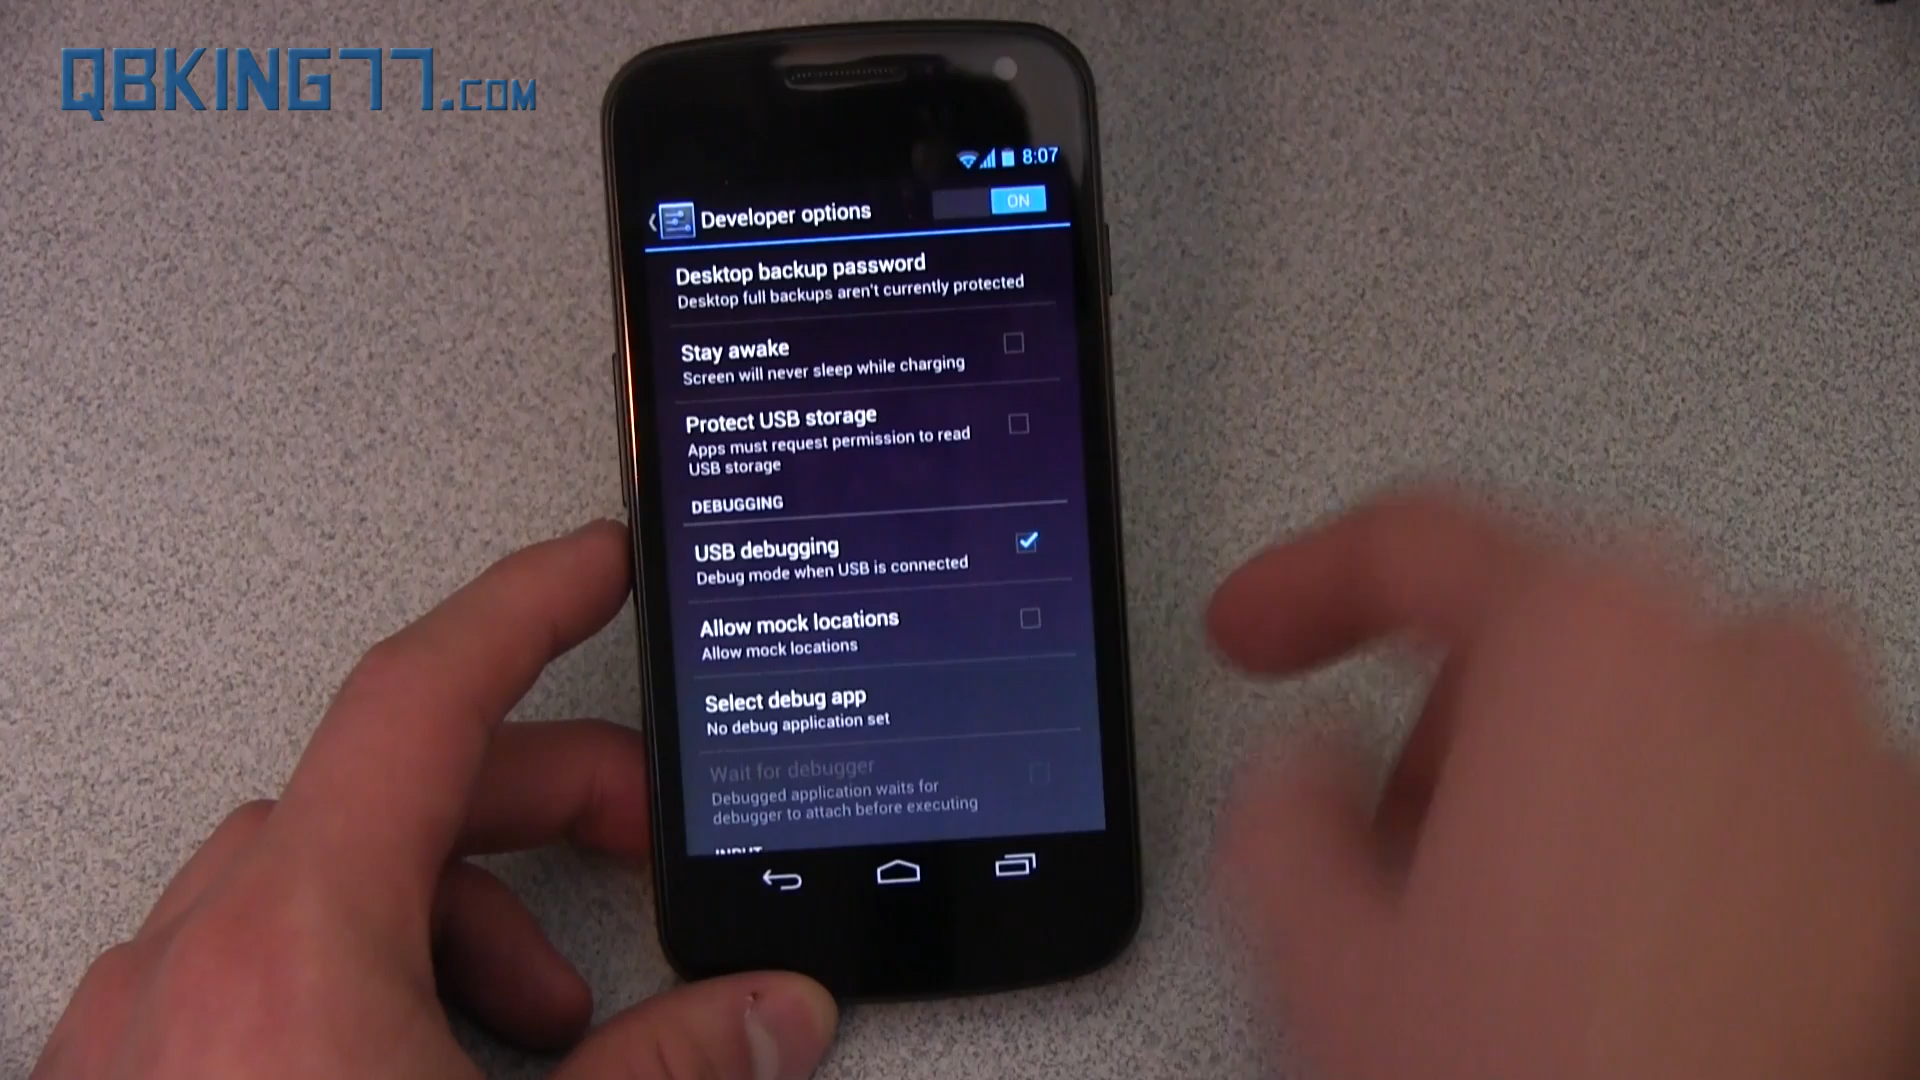 QBKING77.COM
8:07
Developer options
ON
Desktop backup password
Desktop full backups aren't currently protected
Stay awake
Screen will never sleep while charging
Protect USB storage
Apps must request permission to read
USB storage
DEBUGGING
USB debugging
Debug mode when USB is connected
Allow mock locations
Allow mock locations
Select debug app
No debug application set
Wait for debugger
Debugged application waits for
debugger to attach before executing
INPUT